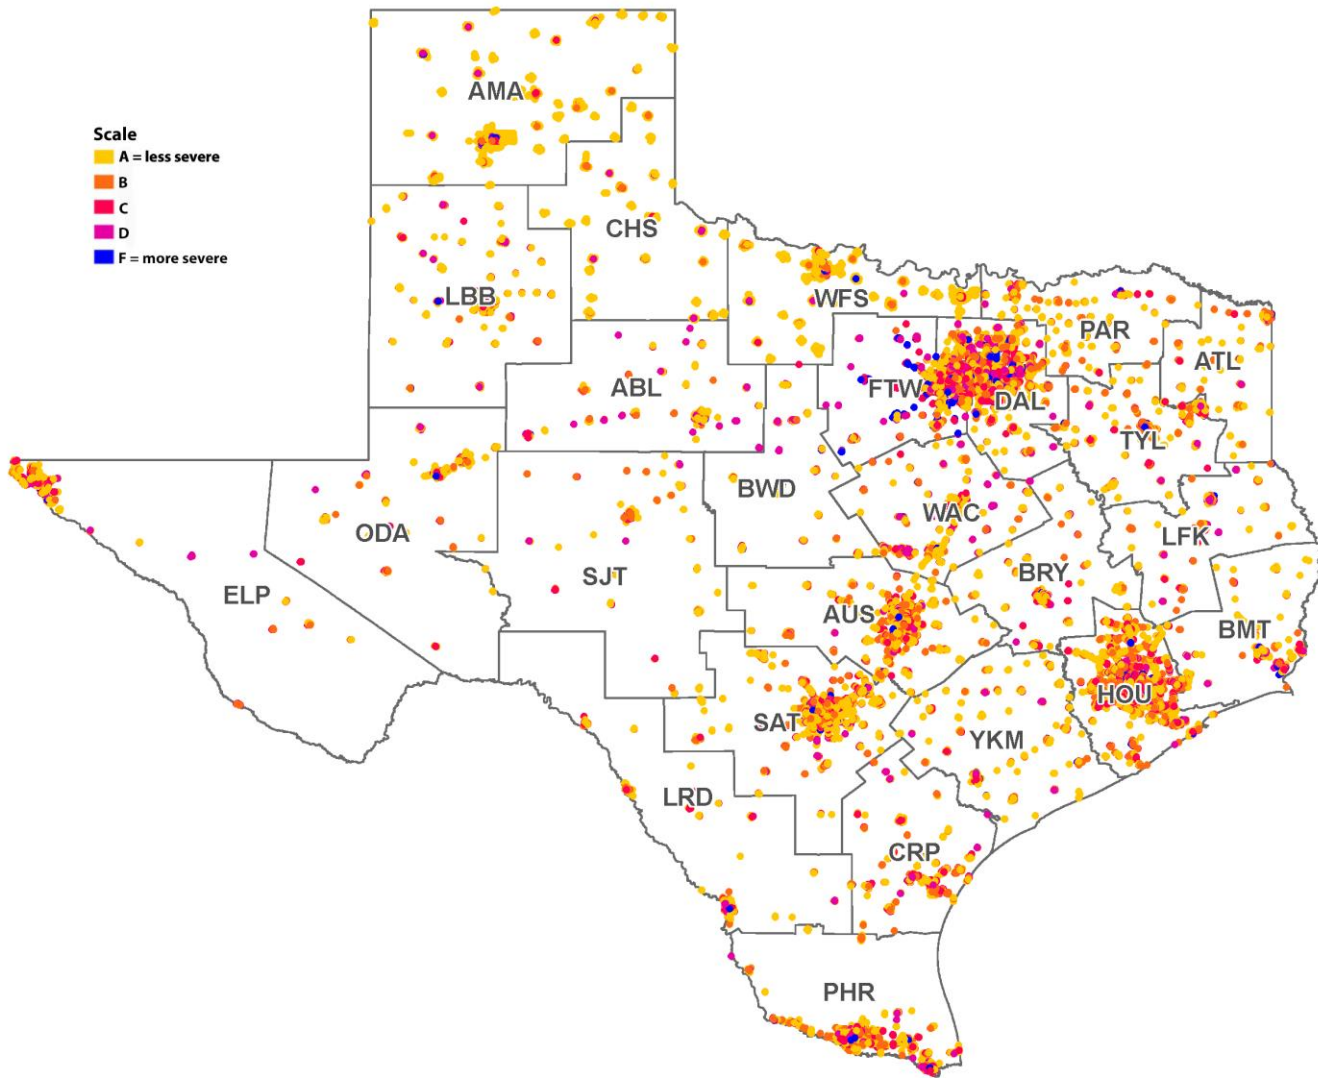 AMA
Scale
A = less severe
B
C
D
F = more severe
CHS
LBB
WFS
PAR
ATL
ABL
FTW
DAL
TYL
BWD
WAC
ODA
LFK
SJT
BRY
ELP
AUS
BMT
HOU
SAT
YKM
LRD
CRP
PHR